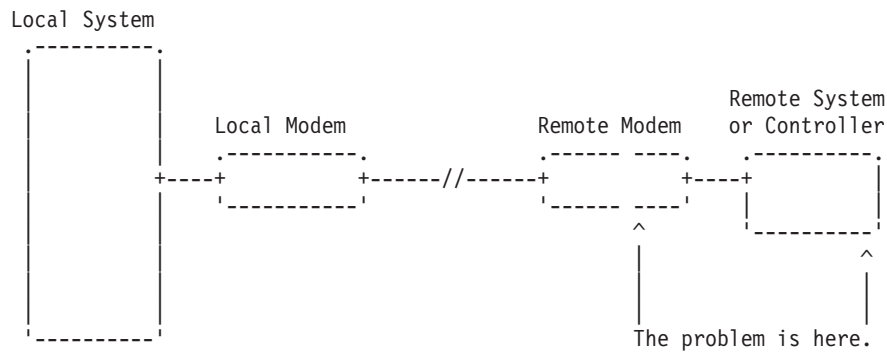 Local System
Remote System
Local Modem Remote Modem or Controller
The problem is here.